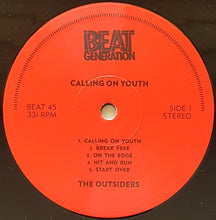 BEAT
GENERATION
CALLING ON YOUTH
BEAT 45
33⅓ RPM
SIDE 1
STEREO
1. CALLING ON YOUTH
2. BREAK FREE
3. ON THE EDGE
4. HIT AND RUN
5. START OVER
THE OUTSIDERS